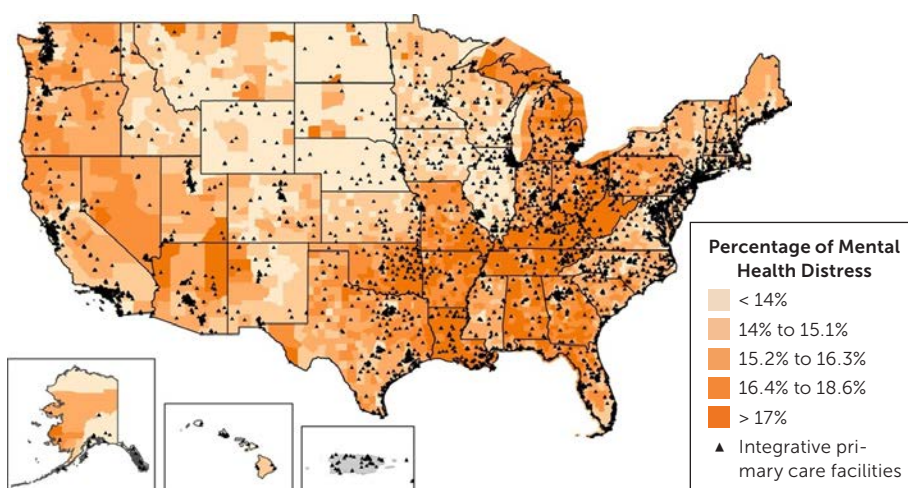 Percentage of Mental
Health Distress
< 14%
14% to 15.1%
15.2% to 16.3%
16.4% to 18.6%
> 17%
Integrative pri-
mary care facilities